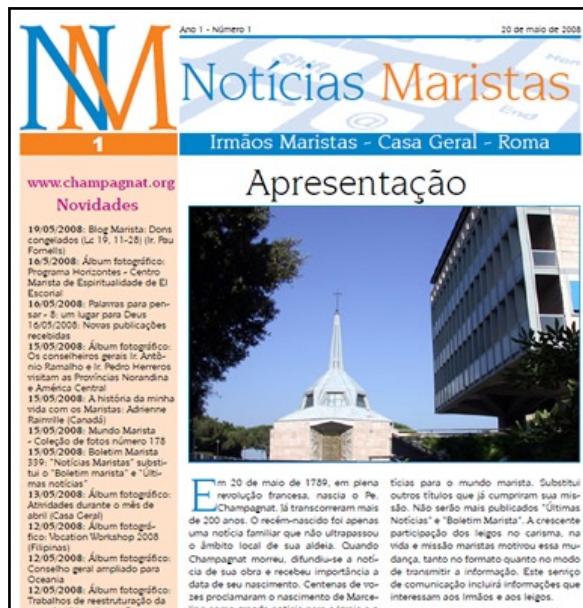 Ano 1 - Número 1
20 de maio de 2008
NM
Notícias Maristas
1
Irmãos Maristas - Casa Geral - Roma
www.champagnat.org
Novidades
19/05/2008: Blog Marista: Dons
congelados (Lc 19, 11-28) (Ir. Pau
Fornells)
16/5/2008: Álbum fotográfico:
Programa Horizontes - Centro
Marista de Espiritualidade de El
Escorial
16/05/2008: Palavras para pen-
sar - 8: um lugar para Deus
16/05/2008: Novas publicações
recebidas
15/05/2008: Álbum fotográfico:
Os conselheiros gerais Ir. Antô-
nio Ramalho e Ir. Pedro Herreros
visitam as Províncias Norandina
e América Central
15/05/2008: A história da minha
vida com os Maristas: Adrienne
Rainville (Canadá)
15/05/2008: Mundo Marista
- Coleção de fotos número 178
15/05/2008: Boletim Marista
339: "Notícias Maristas" substi-
tui o "Boletim marista" e "Últi-
mas notícias"
13/05/2008: Álbum fotográfico:
Atividades durante o mês de
abril (Casa Geral)
12/05/2008: Álbum fotográ-
fico: Vocation Workshop 2008
(Filipinas)
12/05/2008: Álbum fotográfico:
Conselho geral ampliado para
Oceania
12/05/2008: Álbum fotográfico:
Trabalhos de reestruturação da
Apresentação
Em 20 de maio de 1789, em plena
revolução francesa, nascia o Pe.
Champagnat. Já transcorreram mais
de 200 anos. O recém-nascido foi apenas
uma notícia familiar que não ultrapassou
o âmbito local de sua aldeia. Quando
Champagnat morreu, difundiu-se a notí-
cia de sua obra e recebeu importância a
data de seu nascimento. Centenas de vo-
zes proclamaram o nascimento de Marce-
tícias para o mundo marista. Substitui
outros títulos que já cumpriram sua mis-
são. Não serão mais publicados "Últimas
Notícias" e "Boletim Marista". A crescente
participação dos leigos no carisma, na
vida e missão maristas motivou essa mu-
dança, tanto no formato quanto no modo
de transmitir a informação. Este serviço
de comunicação incluirá informações que
interessam aos Irmãos e aos leigos.